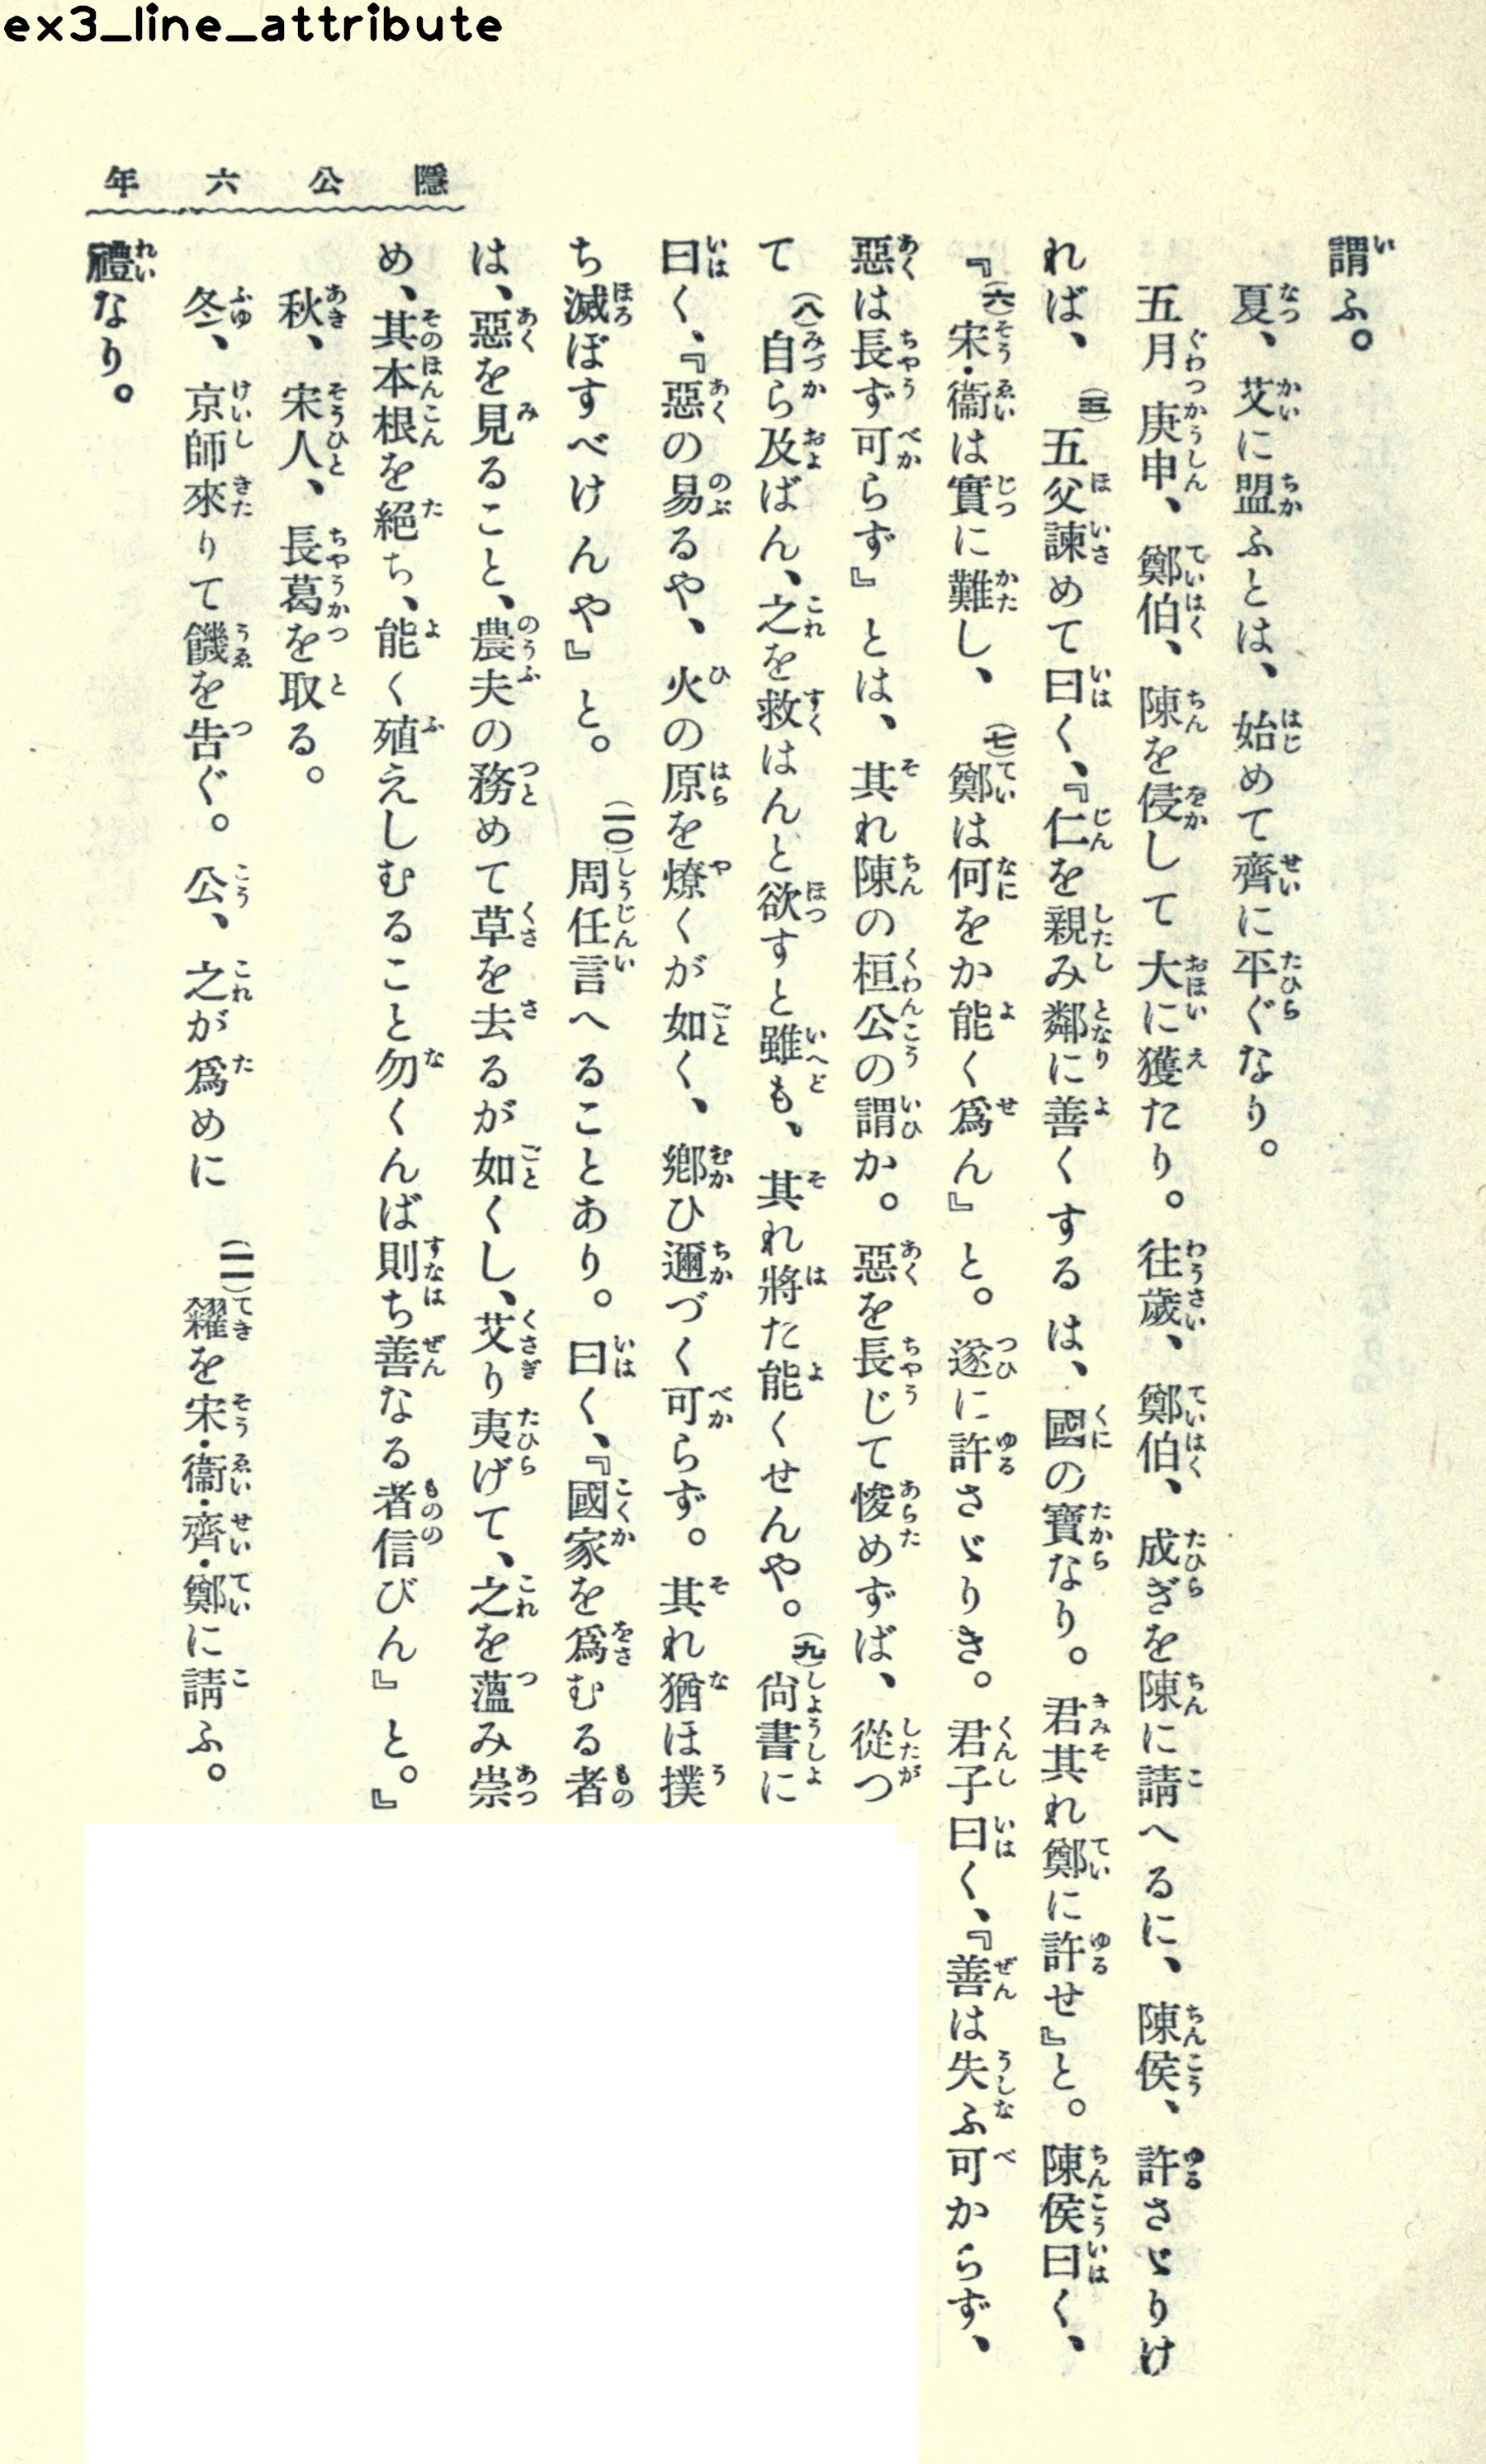 ex3_line_attribute
隱公六年
謂ふ。
夏、艾に盟ふとは、始めて齊に平ぐなり。
五月庚申、鄭伯、陳を侵して大に獲たり。往歲、鄭伯、成ぎを陳に請へるに、陳侯、許さゞりけ
れば、(五)五父諫めて曰く、『仁を親み鄰に善くするは、國の寶なり。君其れ鄭に許せ』と。陳侯曰く、
『(六)宋・衞は實に難し、(七)鄭は何をか能く爲ん』と。遂に許さゞりき。君子曰く、『善は失ふ可からず、
惡は長ず可らず』とは、其れ陳の桓公の謂か。惡を長じて悛めずば、從つ
て(八)自ら及ばん、之を救はんと欲すと雖も、其れ將た能くせんや。(九)尙書に
曰く、『惡の易るや、火の原を燎くが如く、鄕ひ邇づく可らず。其れ猶ほ撲
ち滅ぼすべけんや』と。(一〇)周任言へることあり。曰く、『國家を爲むる者
は、惡を見ること、農夫の務めて草を去るが如くし、艾り夷げて、之を薀み崇
め、其本根を絕ち、能く殖えしむること勿くんば則ち善なる者信びん』と。』
秋、宋人、長葛を取る。
冬、京師來りて饑を告ぐ。公、之が爲めに(一一)糴を宋・衞・齊・鄭に請ふ。
禮なり。